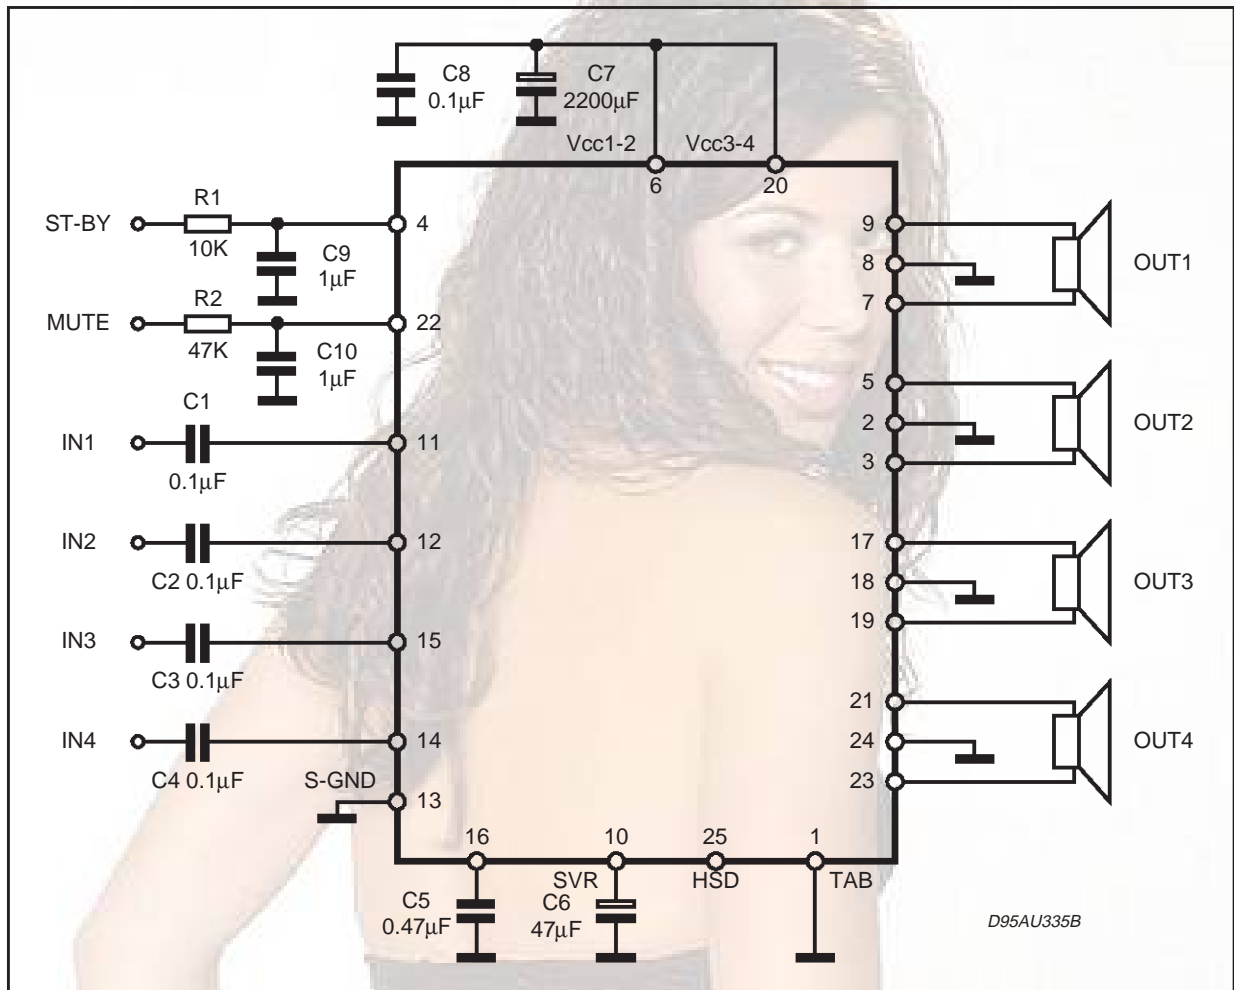 C8
0.1µF
C7
2200µF
Vcc1-2
Vcc3-4
6
20
ST-BY
R1
10K
4
C9
1µF
MUTE
R2
47K
22
C10
1µF
IN1
C1
0.1µF
11
IN2
C2 0.1µF
12
IN3
C3 0.1µF
15
IN4
C4 0.1µF
14
S-GND
13
9
8
7
OUT1
5
2
3
OUT2
17
18
19
OUT3
21
24
23
OUT4
16
10
25
1
SVR
HSD
TAB
C5
0.47µF
C6
47µF
D95AU335B